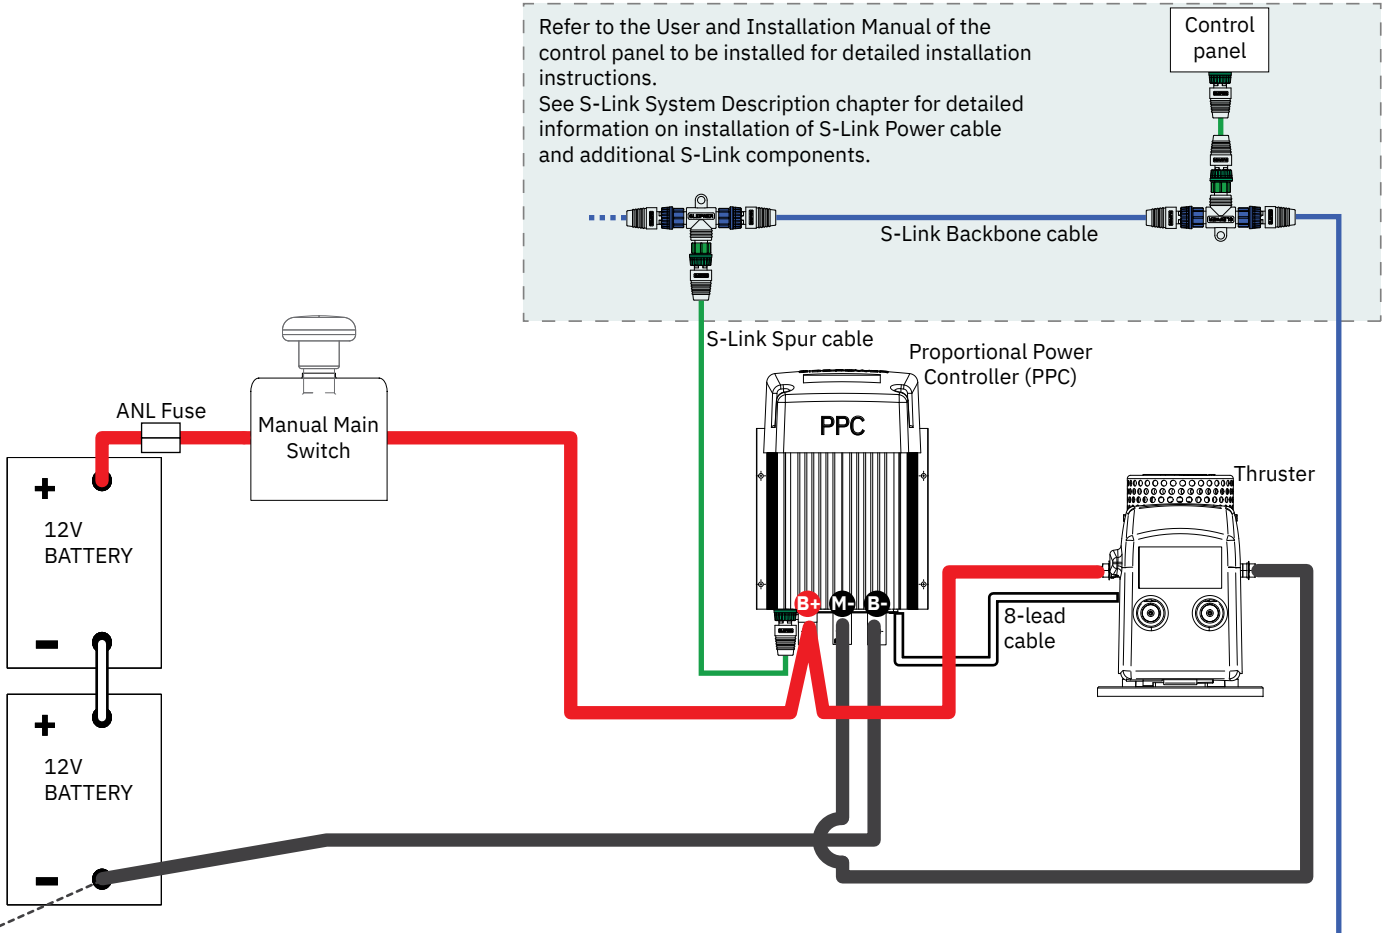 Refer to the User and Installation Manual of the
control panel to be installed for detailed installation
instructions.
See S-Link System Description chapter for detailed
information on installation of S-Link Power cable
and additional S-Link components.
Control
panel
S-Link Backbone cable
S-Link Spur cable
Proportional Power
Controller (PPC)
PPC
ANL Fuse
Manual Main
Switch
Thruster
+
12V
BATTERY
-
B+
M-
B-
8-lead
cable
+
12V
BATTERY
-